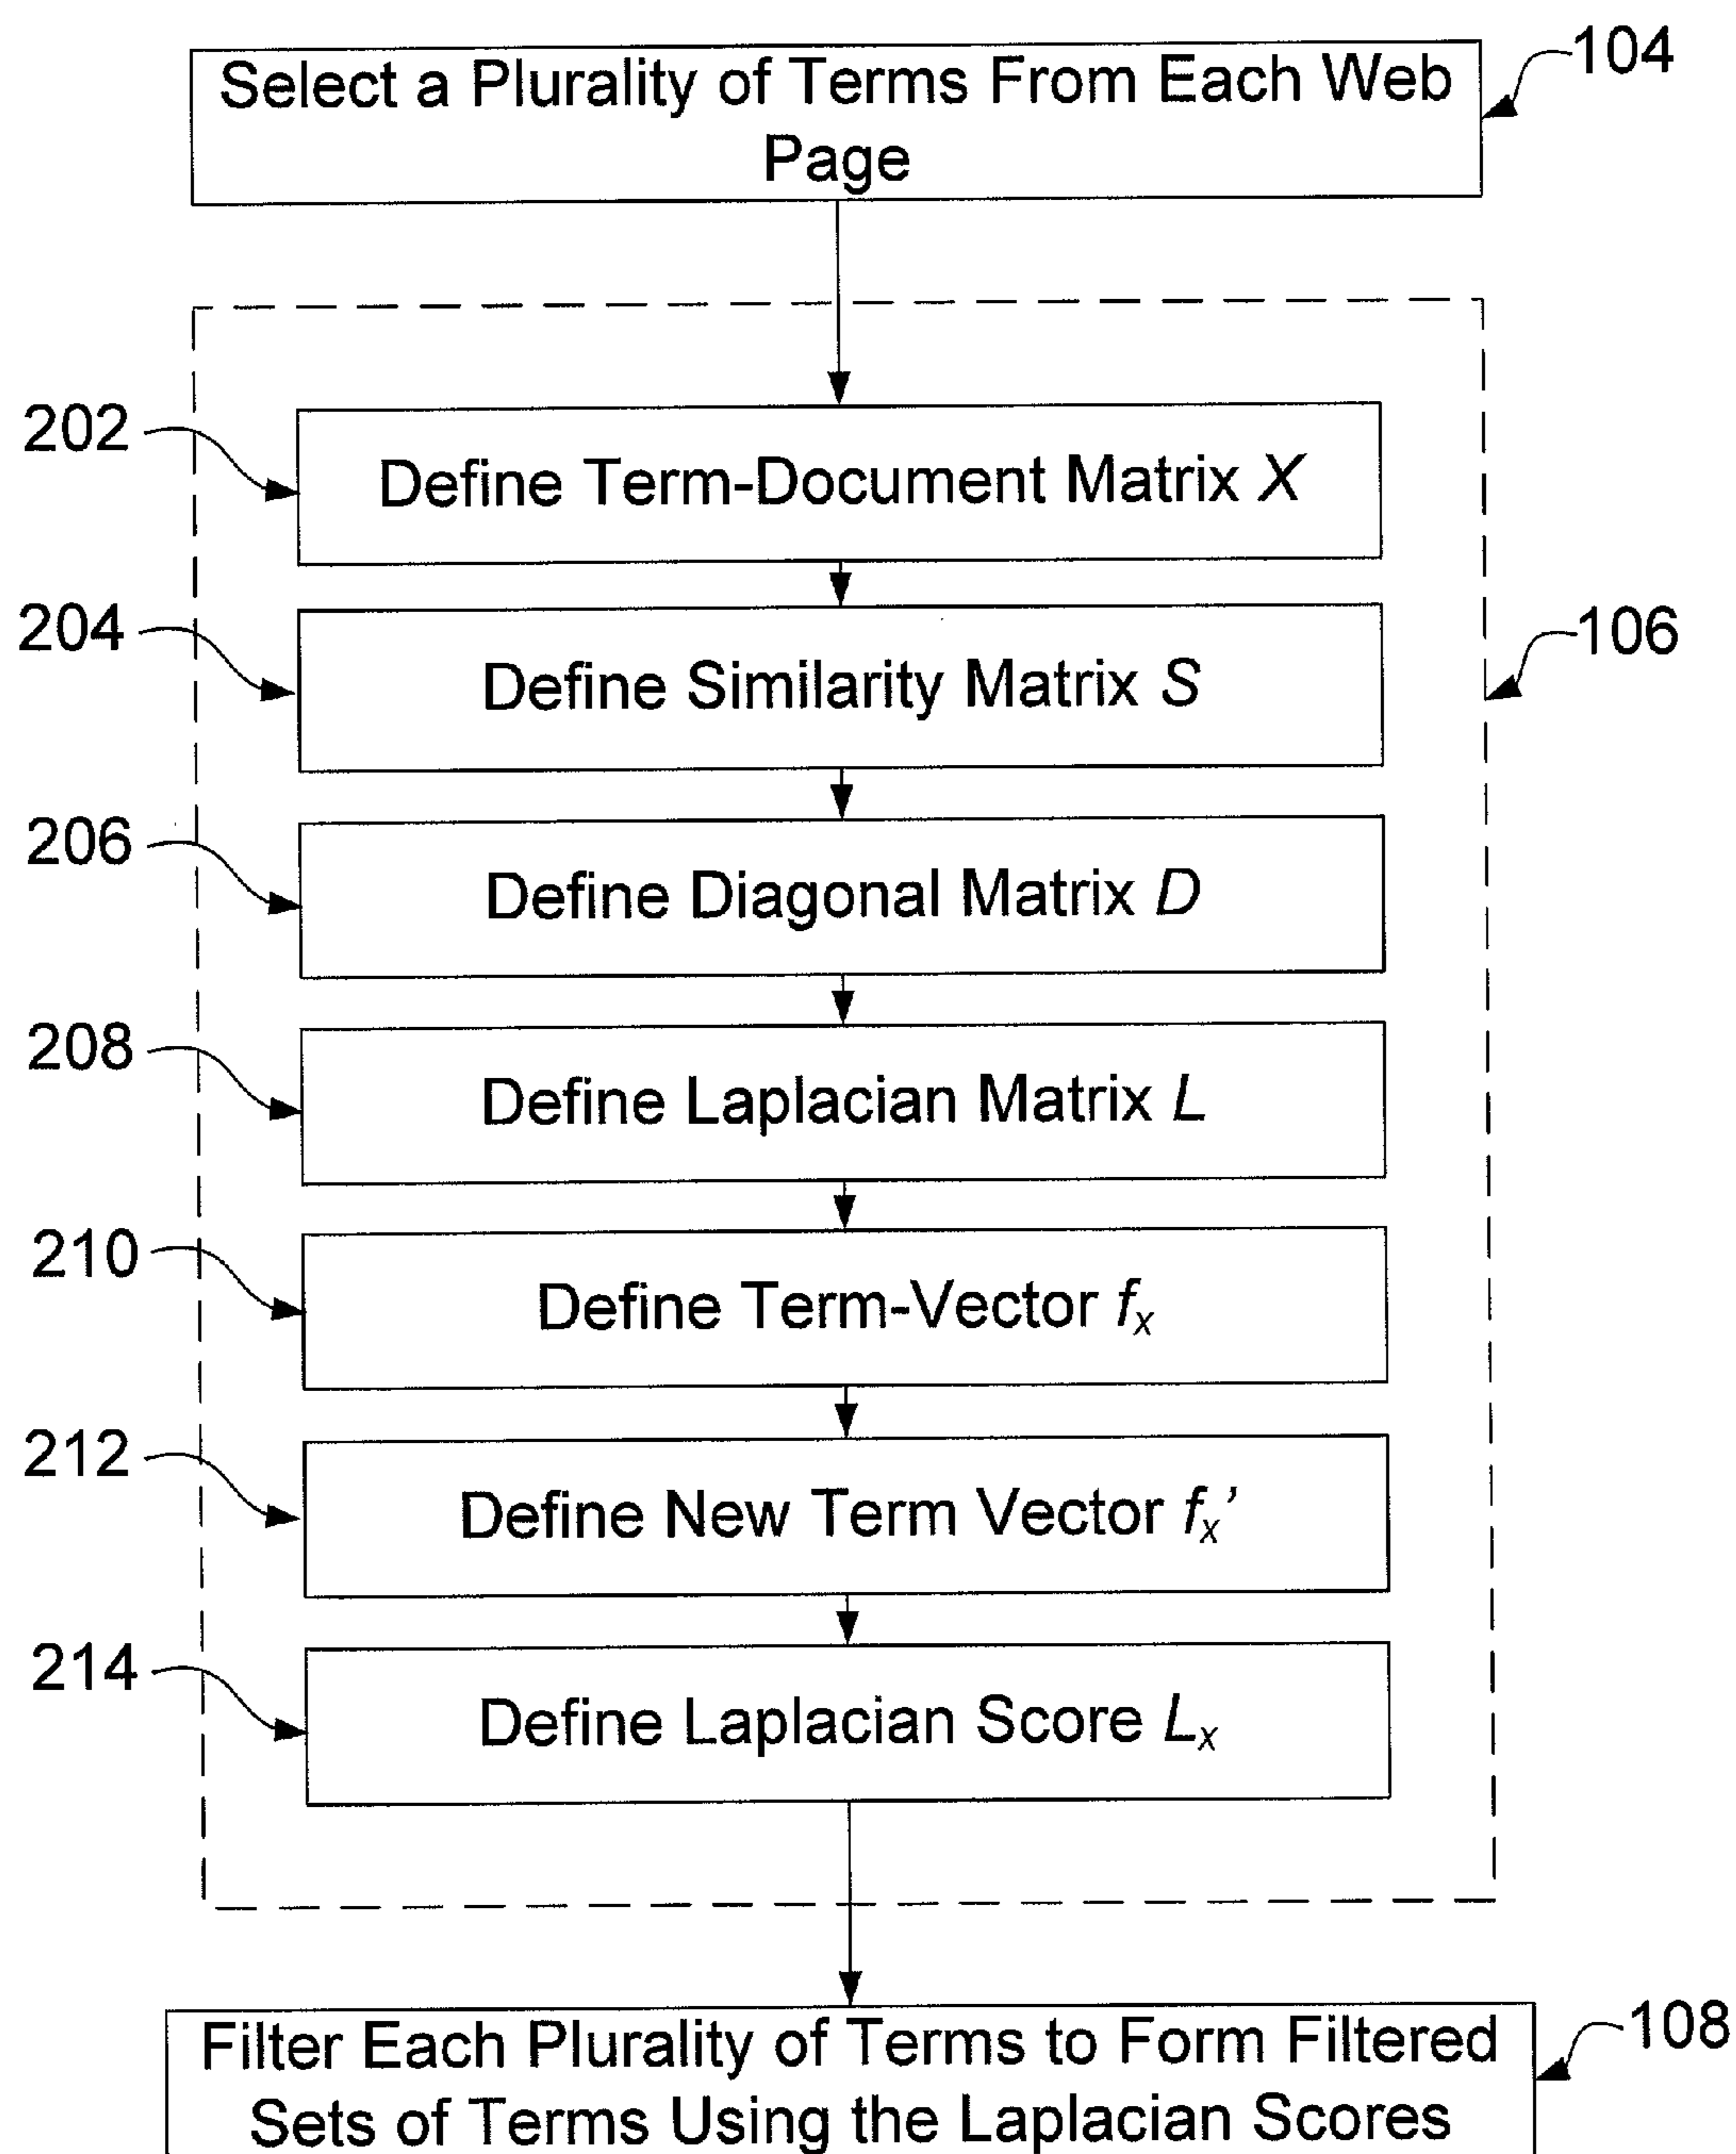 Select a Plurality of Terms From Each Web
Page
104
202
Define Term-Document Matrix X
204
Define Similarity Matrix S
106
206
Define Diagonal Matrix D
208
Define Laplacian Matrix L
210
Define Term-Vector fx
212
Define New Term Vector fx’
214
Define Laplacian Score Lx
Filter Each Plurality of Terms to Form Filtered
Sets of Terms Using the Laplacian Scores
108